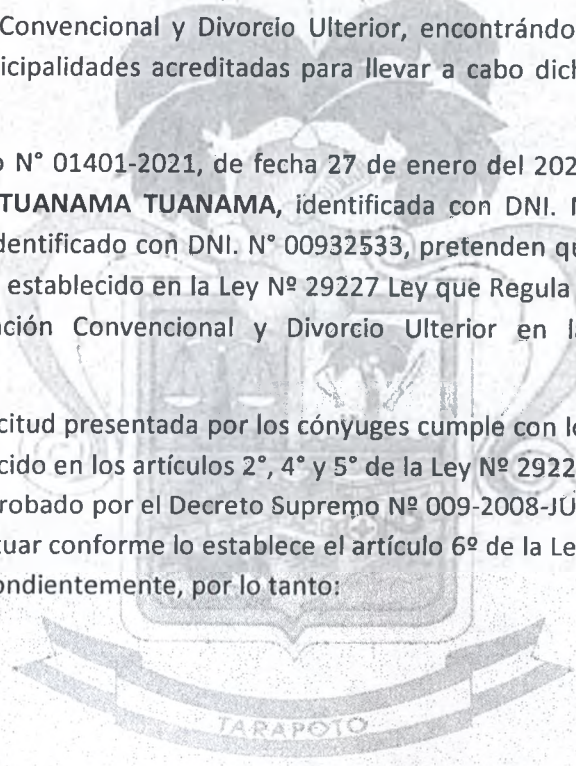 Convencional y Divorcio Ulterior, encontrándo
icipalidades acreditadas para llevar a cabo dich
o N° 01401-2021, de fecha 27 de enero del 202
TUANAMA TUANAMA, identificada con DNI. N
dentificado con DNI. N° 00932533, pretenden qu
establecido en la Ley Nº 29227 Ley que Regula
ación Convencional y Divorcio Ulterior en l
citud presentada por los cónyuges cumple con l
cido en los artículos 2°, 4° y 5° de la Ley Nº 2922
robado por el Decreto Supremo Nº 009-2008-JU
tuar conforme lo establece el artículo 6º de la Le
ondientemente, por lo tanto:
TARAPOTO